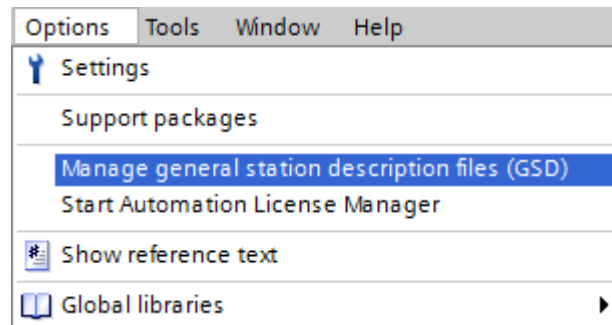 Options Tools Window Help
Settings
Support packages
Manage general station description files (GSD)
Start Automation License Manager
Show reference text
Global libraries